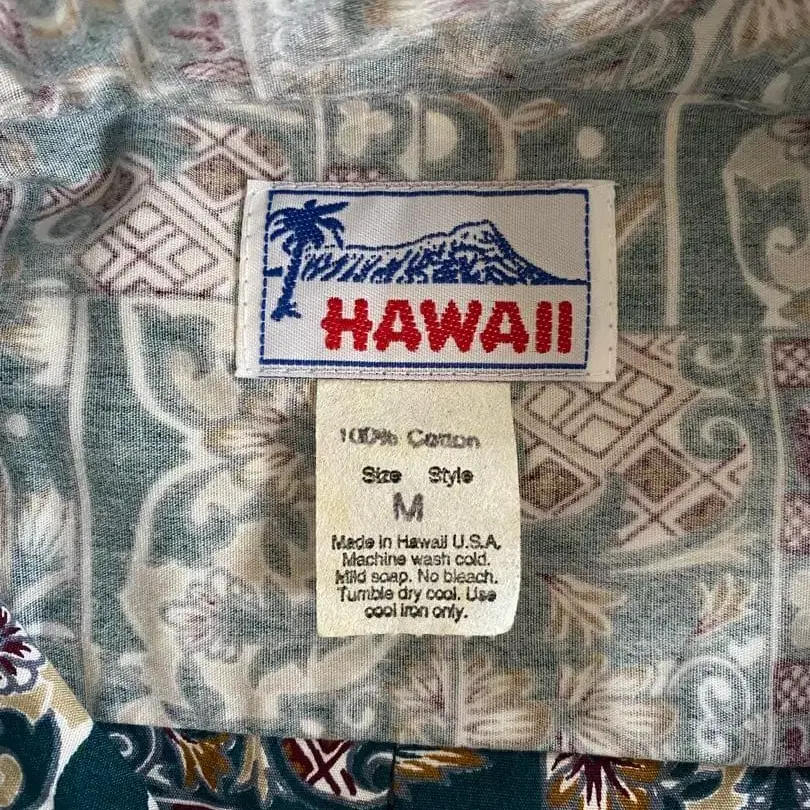 HAWAII
100% Cotton
Size Style
M
Made in Hawaii U.S.A.
Machine wash cold.
Mild soap. No bleach.
Tumble dry cool. Use
cool iron only.